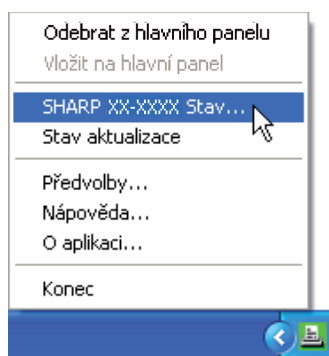 Odebrat z hlavního panelu
Vložit na hlavní panel
SHARP XX-XXXX Stav...
Stav aktualizace
Předvolby...
Nápověda...
O aplikaci...
Konec